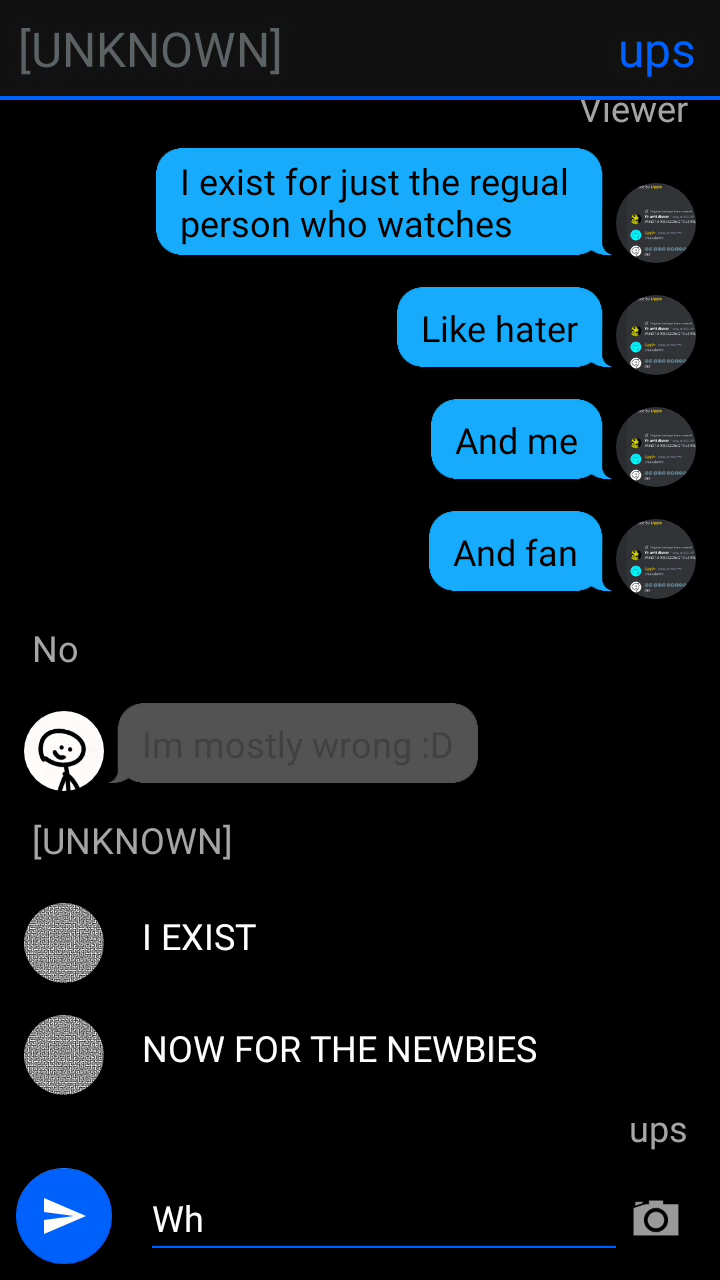 [UNKNOWN]
ups
Viewer
I exist for just the regual
person who watches
Like hater
And me
And fan
No
Im mostly wrong :D
[UNKNOWN]
I EXIST
NOW FOR THE NEWBIES
ups
Wh